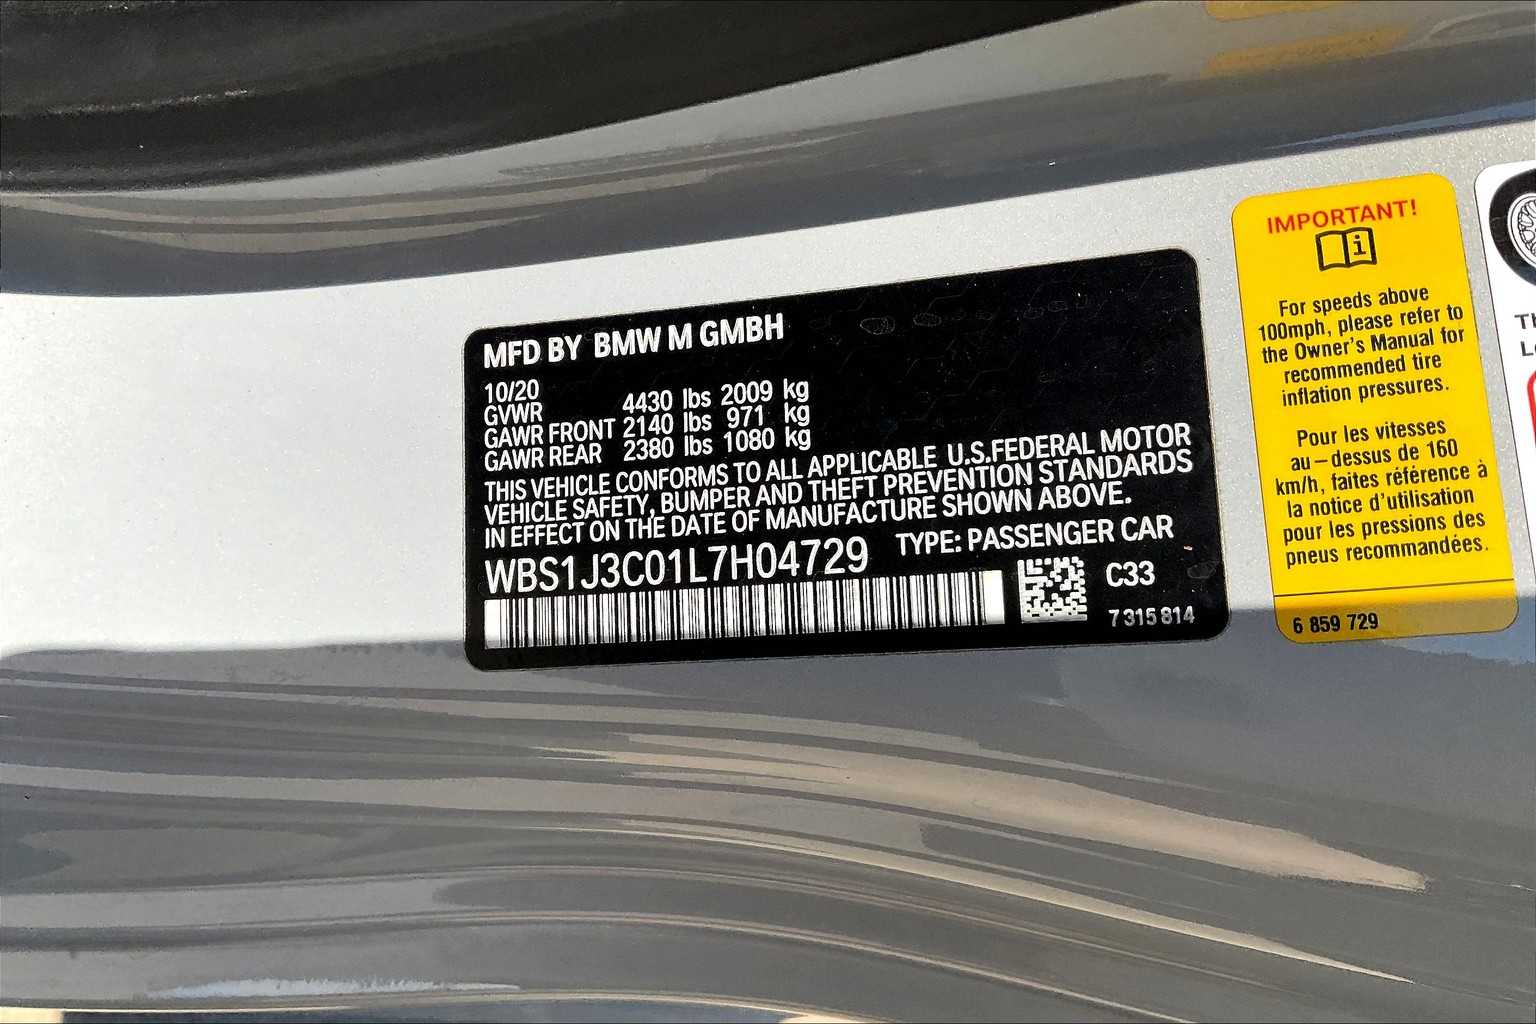 MFD BY BMW M GMBH
10/20
GVWR 4430 lbs 2009 kg
GAWR FRONT 2140 lbs 971 kg
GAWR REAR 2380 lbs 1080 kg
THIS VEHICLE CONFORMS TO ALL APPLICABLE U.S.FEDERAL MOTOR
VEHICLE SAFETY, BUMPER AND THEFT PREVENTION STANDARDS
IN EFFECT ON THE DATE OF MANUFACTURE SHOWN ABOVE.
WBS1J3C01L7H04729 TYPE: PASSENGER CAR
C33
7 315 814
IMPORTANT!
For speeds above
100mph, please refer to
the Owner's Manual for
recommended tire
inflation pressures.
Pour les vitesses
au-dessus de 160
km/h, faites référence à
la notice d'utilisation
pour les pressions des
pneus recommandées.
6 859 729